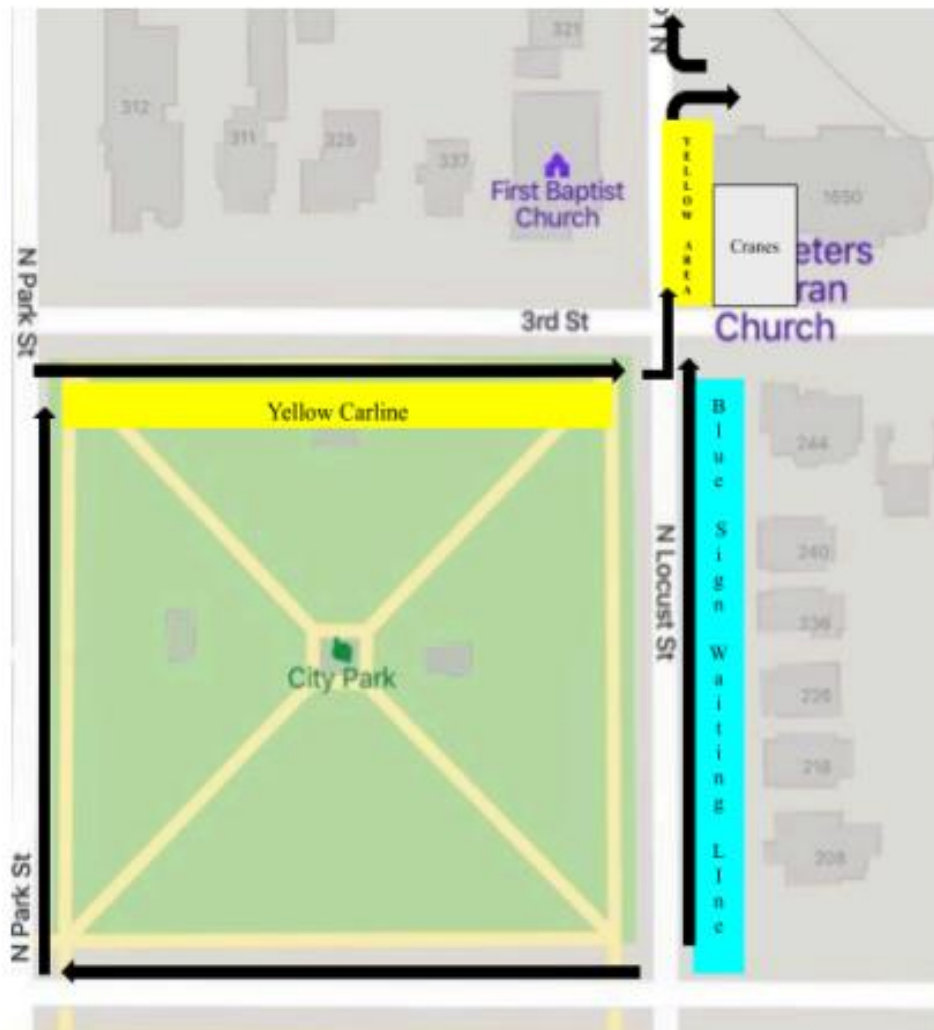 321
312
311
325
337
First Baptist
Church
YELLOW AREA
1650
Cranes
eters
ran
Church
N Park St
3rd St
Yellow Carline
Blue Sign Waiting LIne
244
240
N Locust St
City Park
226
218
208
N Park St